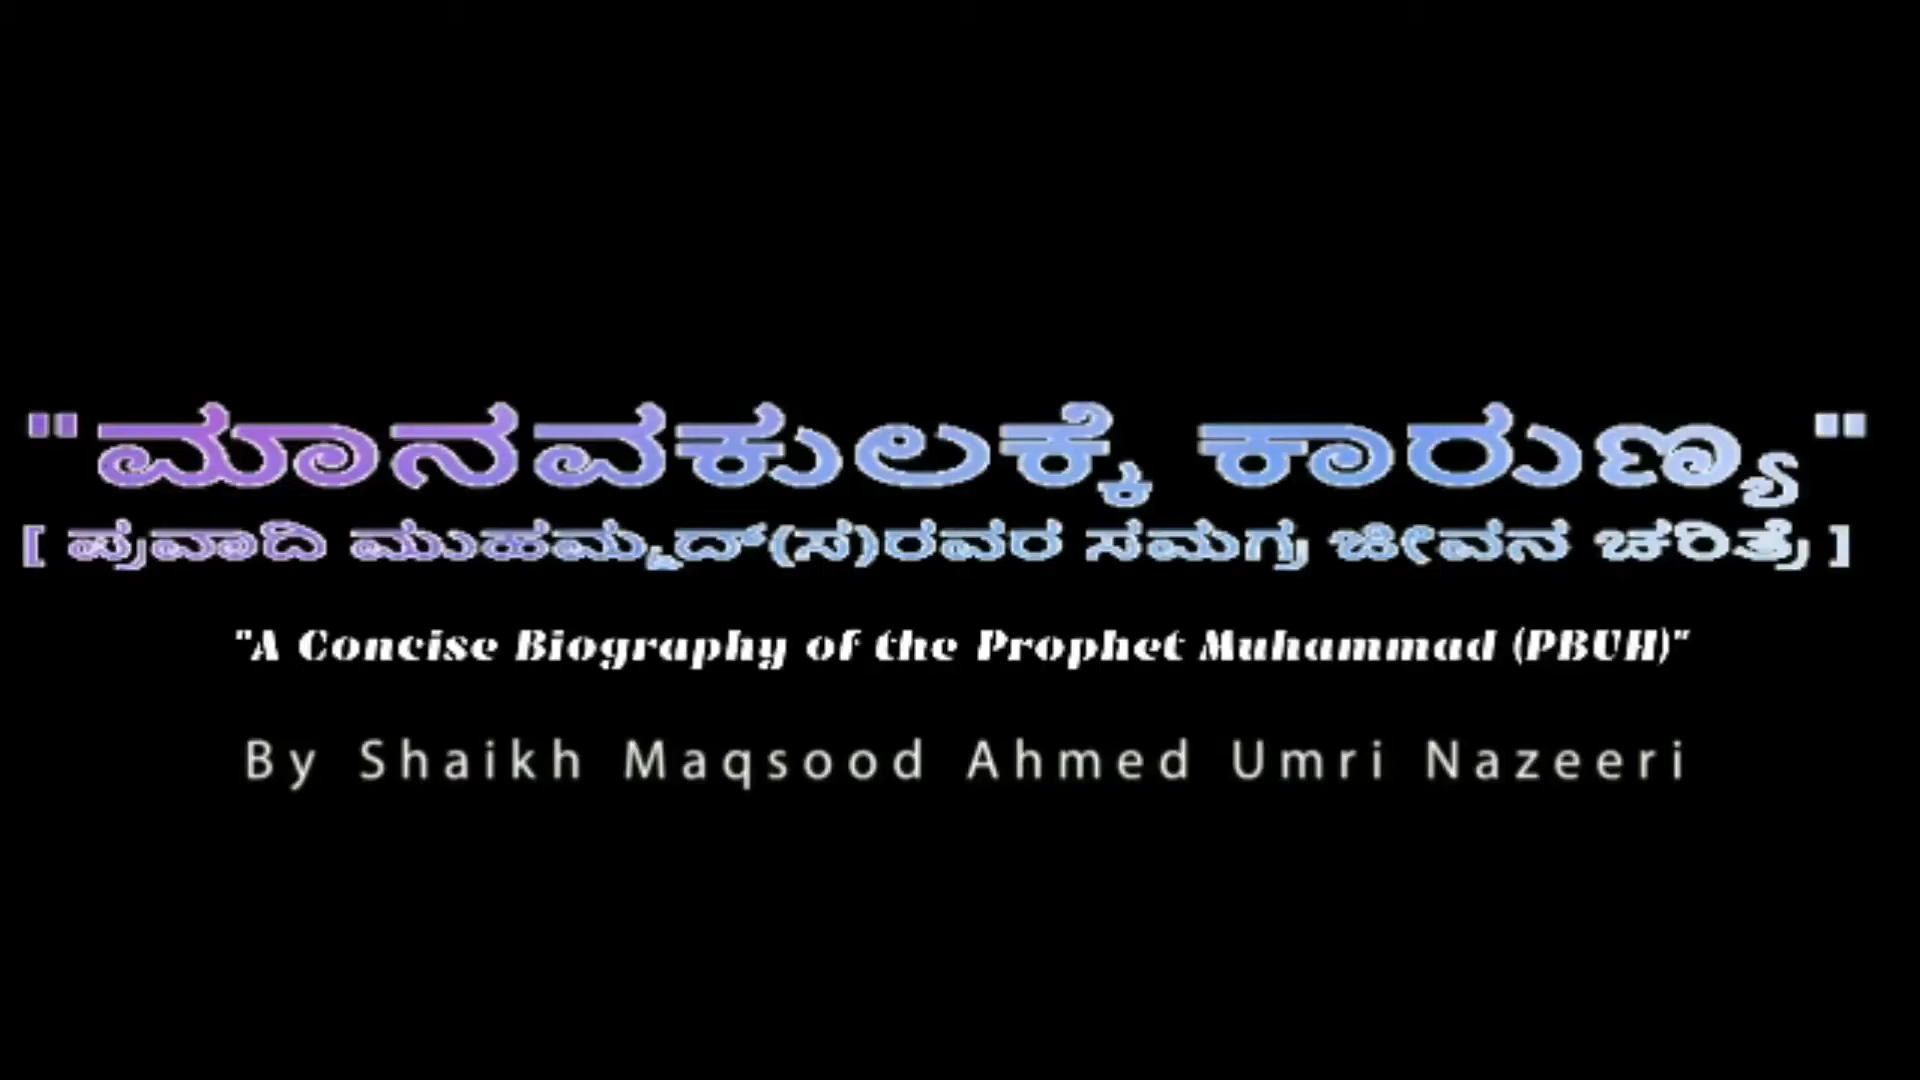 "ಮಾನವಕುಲಕ್ಕೆ ಕಾರುಣ್ಯ"
[ ಪ್ರವಾದಿ ಮುಹಮ್ಮದ್(ಸ)ರವರ ಸಮಗ್ರ ಜೀವನ ಚರಿತ್ರೆ ]
"A Concise Biography of the Prophet Muhammad (PBUH)"
By Shaikh Maqsood Ahmed Umri Nazeeri